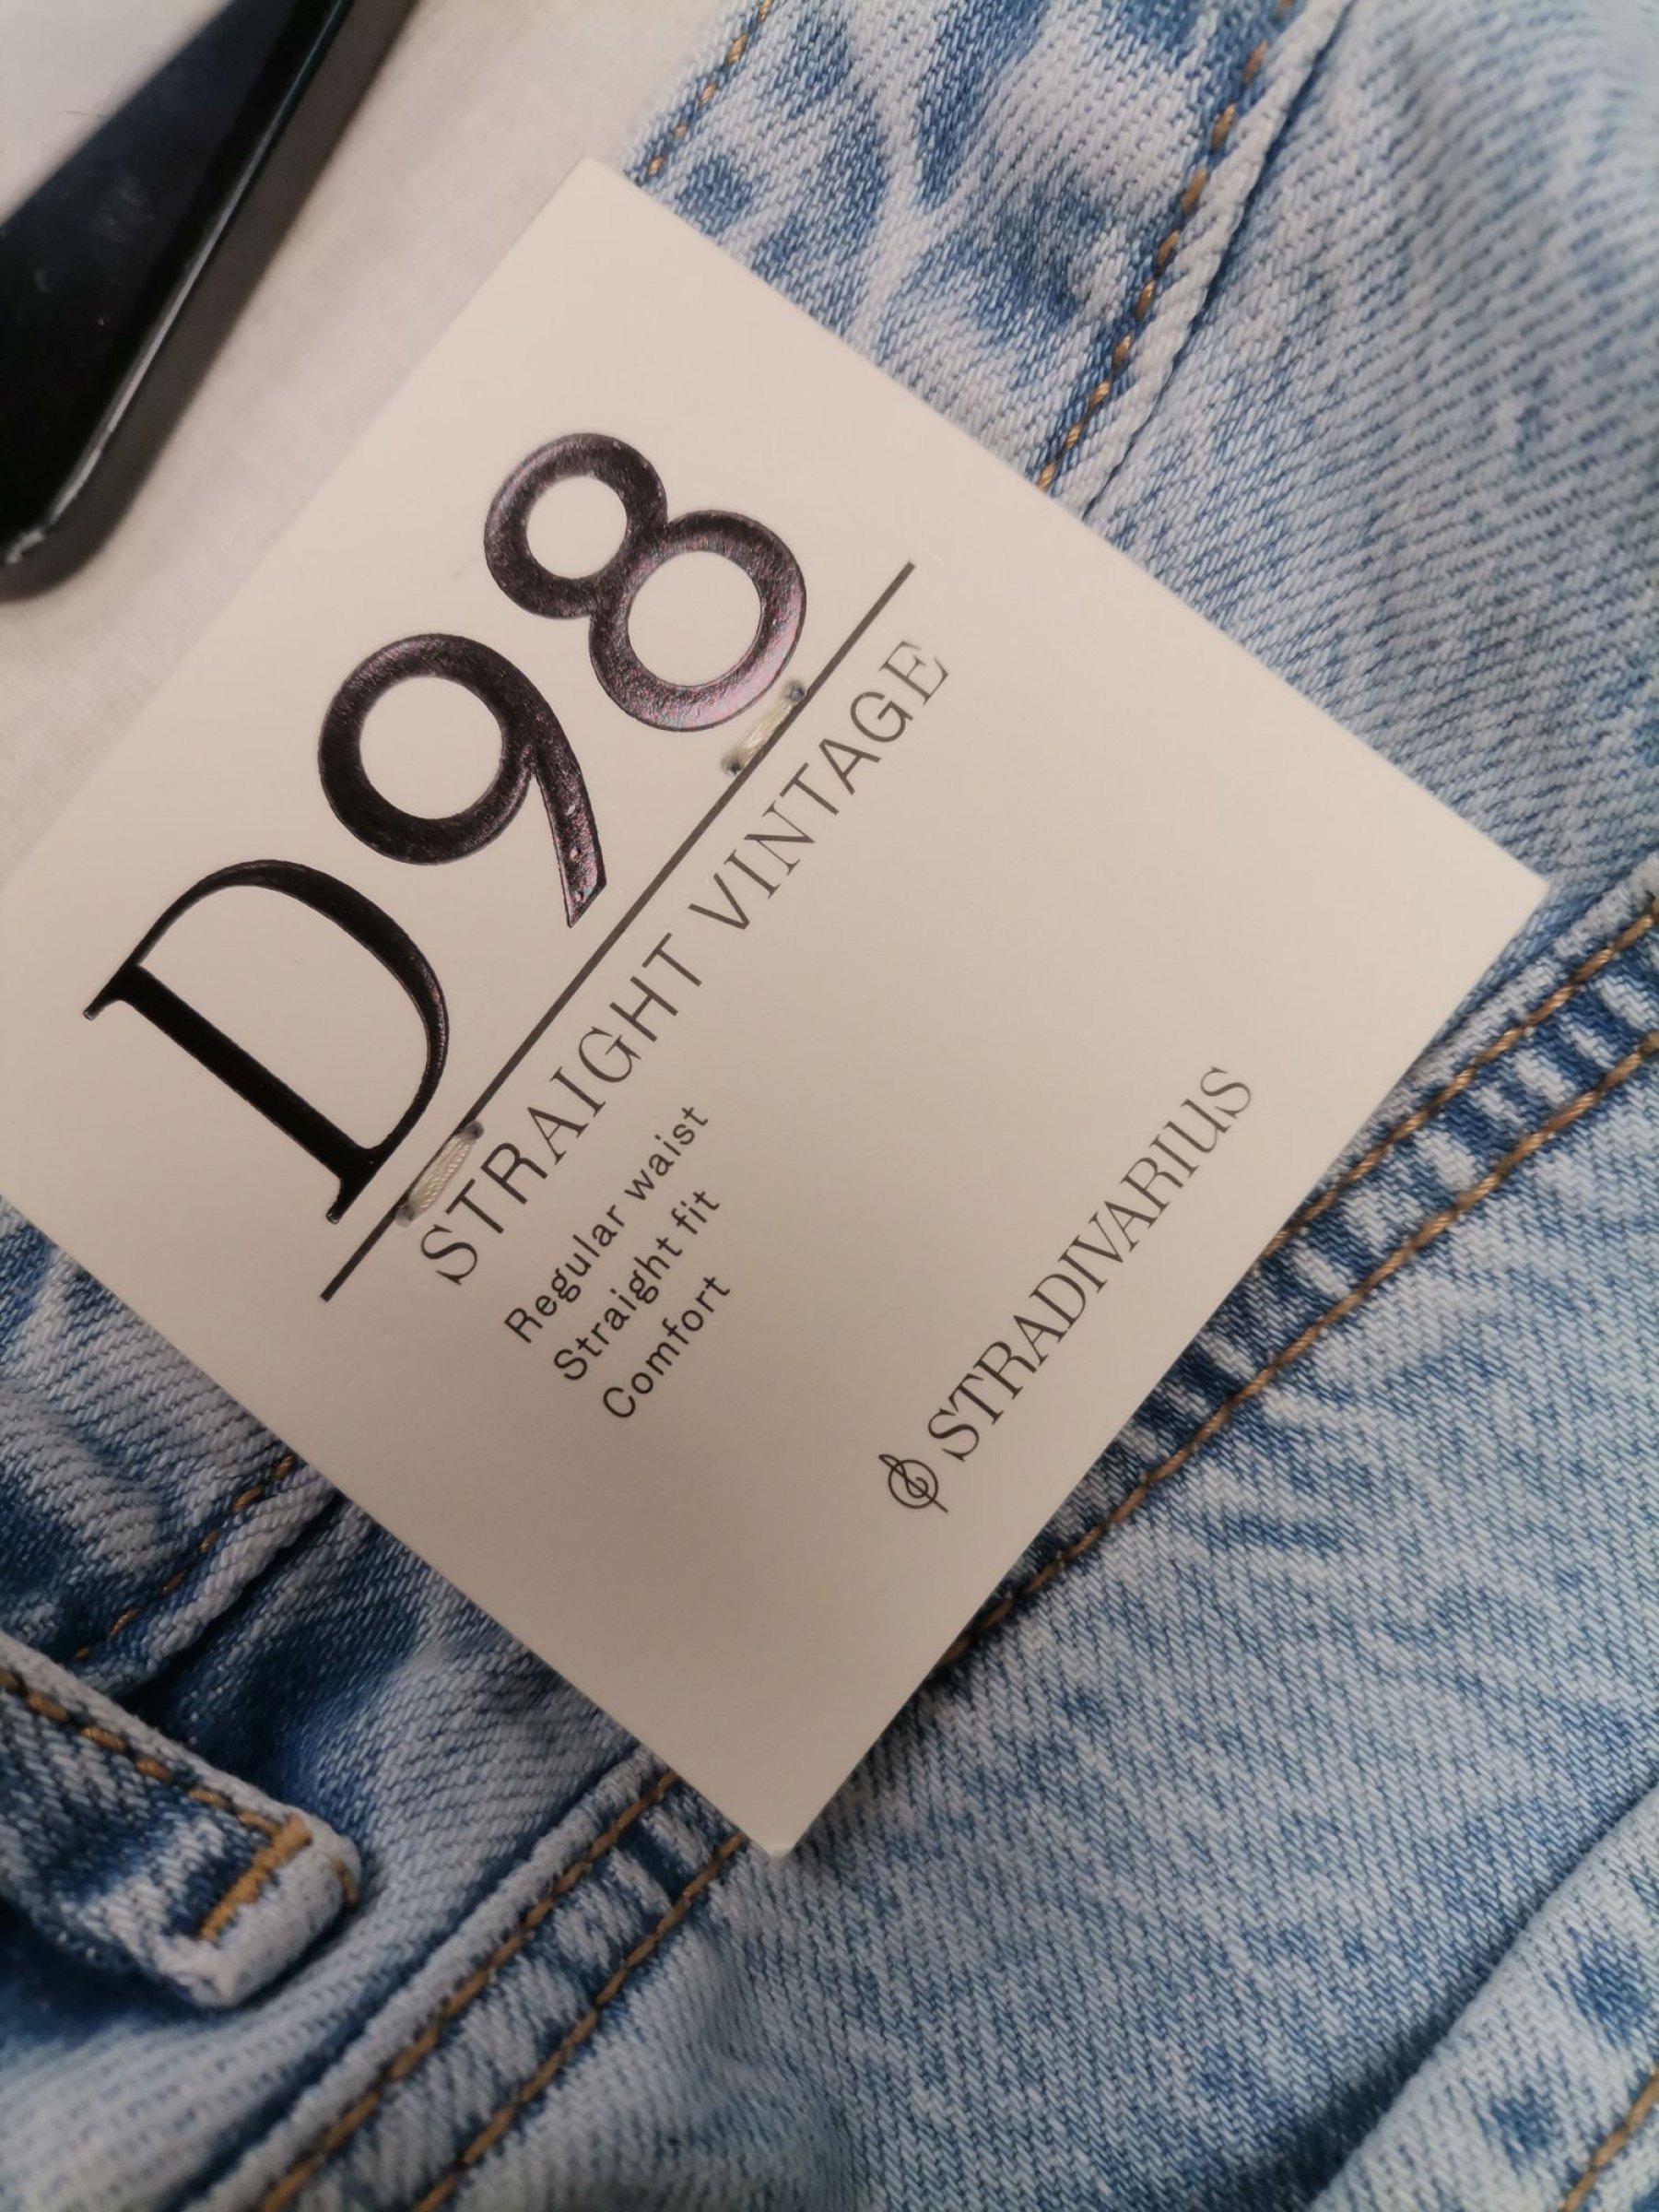 D98
STRAIGHT VINTAGE
Regular waist
Straight fit
Comfort
STRADIVARIUS